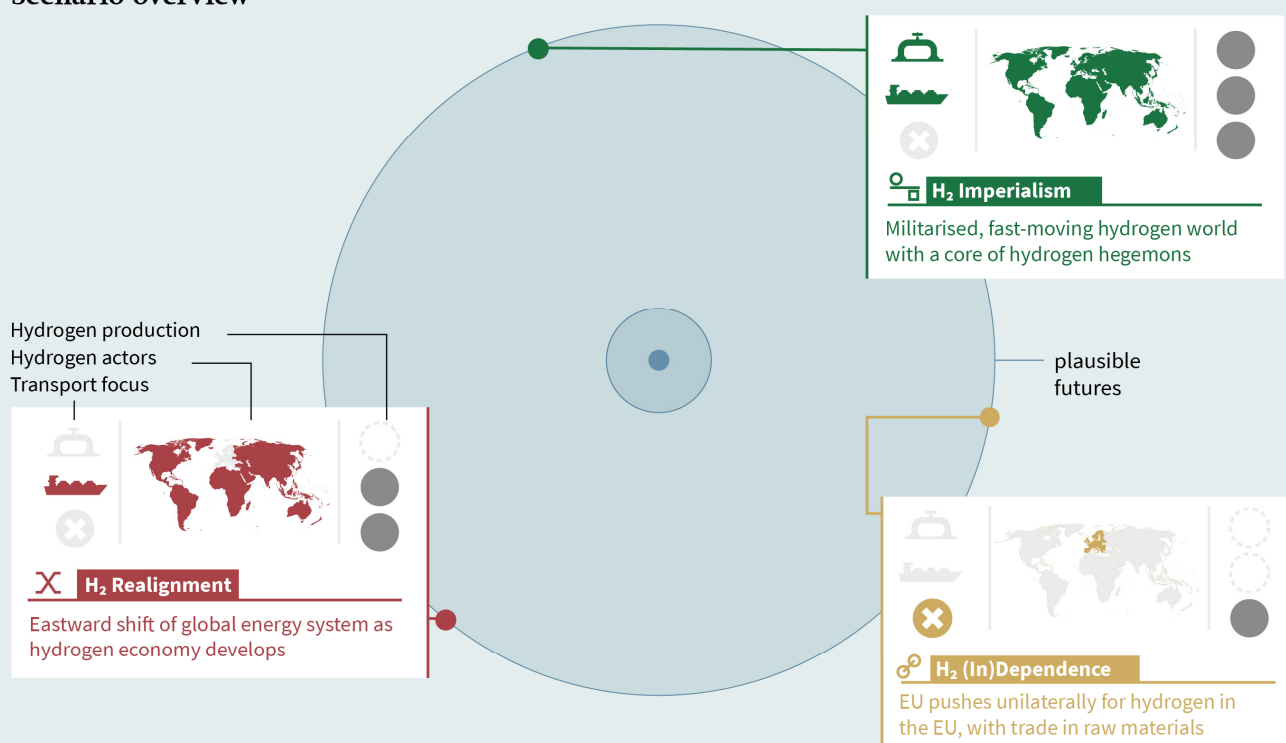 Scenario overview
H₂ Imperialism
Militarised, fast-moving hydrogen world
with a core of hydrogen hegemons
Hydrogen production
Hydrogen actors
Transport focus
plausible
futures
H₂ Realignment
Eastward shift of global energy system as
hydrogen economy develops
H₂ (In)Dependence
EU pushes unilaterally for hydrogen in
the EU, with trade in raw materials